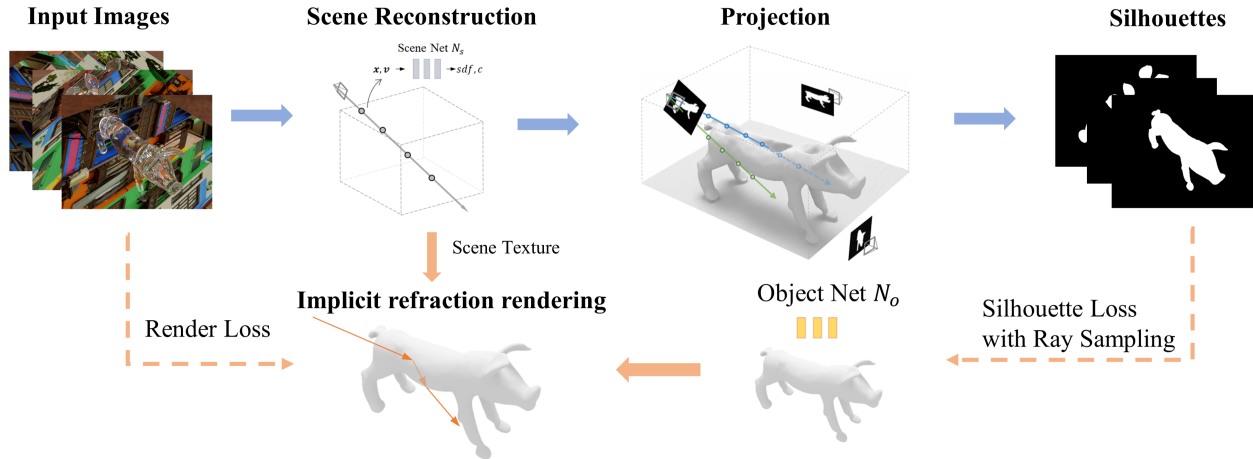 Input Images
Scene Reconstruction
Projection
Silhouettes
Scene Net N_s
x, v
sdf, c
Scene Texture
Implicit refraction rendering
Object Net N_o
Render Loss
Silhouette Loss
with Ray Sampling